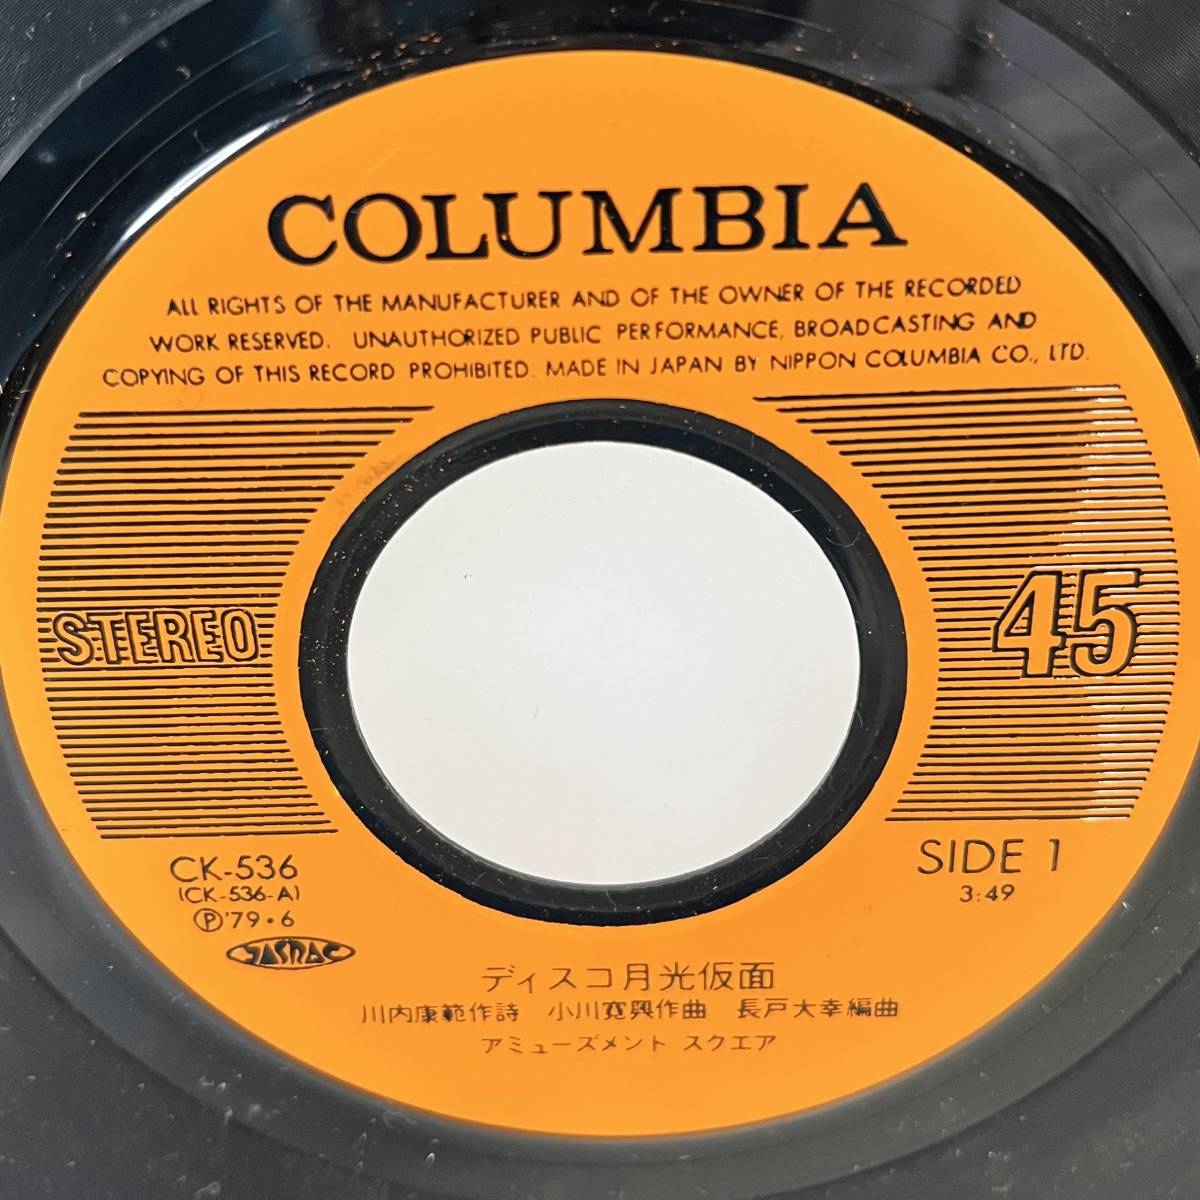 COLUMBIA
ALL RIGHTS OF THE MANUFACTURER AND OF THE OWNER OF THE RECORDED
WORK RESERVED. UNAUTHORIZED PUBLIC PERFORMANCE, BROADCASTING AND
COPYING OF THIS RECORD PROHIBITED. MADE IN JAPAN BY NIPPON COLUMBIA CO., LTD.
STEREO
45
CK-536
(CK-536-A)
Ⓟ'79・6
JASRAC
SIDE 1
3:49
ディスコ月光仮面
川内康範作詩 小川寛興作曲 長戸大幸編曲
アミューズメント スクエア